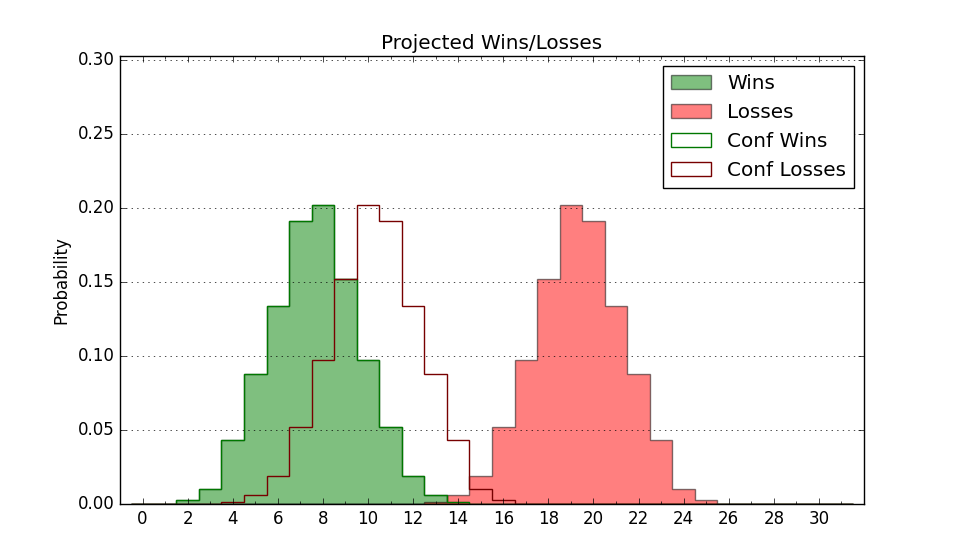 Projected Wins/Losses
0.30
0.25
0.20
0.15
0.10
0.05
0.00
Probability
Wins
Losses
Conf Wins
Conf Losses
0 2 4 6 8 10 12 14 16 18 20 22 24 26 28 30